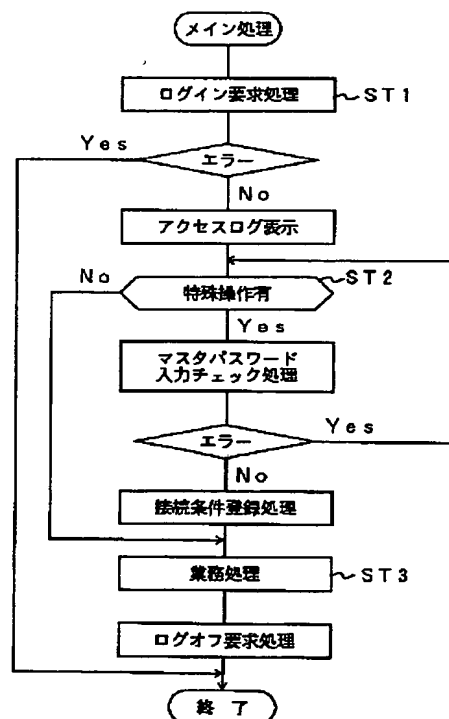 メイン処理
ログイン要求処理
ST1
Yes
エラー
No
アクセスログ表示
No
ST2
特殊操作有
Yes
マスタパスワード
入力チェック処理
エラー
Yes
No
接続条件登録処理
業務処理
ST3
ログオフ要求処理
終了